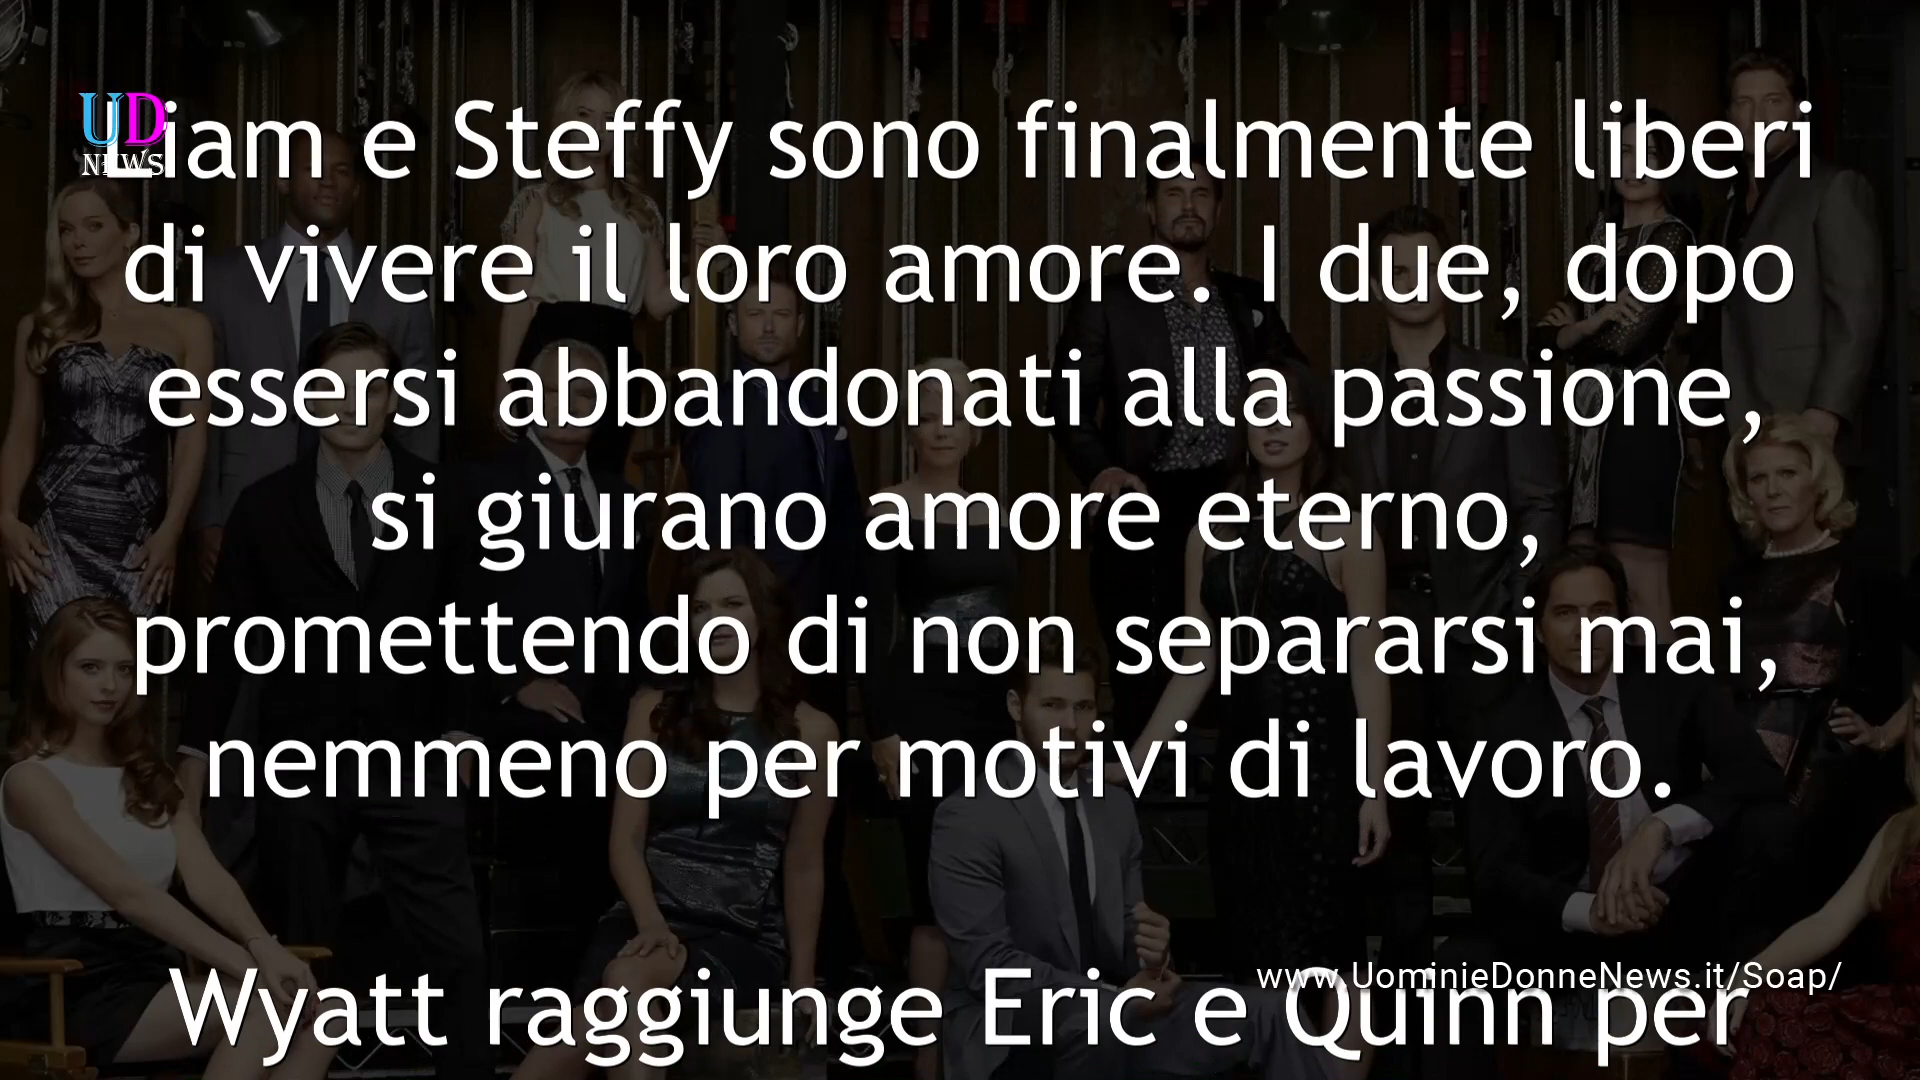 UD
NEWS
Liam e Steffy sono finalmente liberi
di vivere il loro amore. I due, dopo
essersi abbandonati alla passione,
si giurano amore eterno,
promettendo di non separarsi mai,
nemmeno per motivi di lavoro.
www.UominieDonneNews.it/Soap/
Wyatt raggiunge Eric e Quinn per